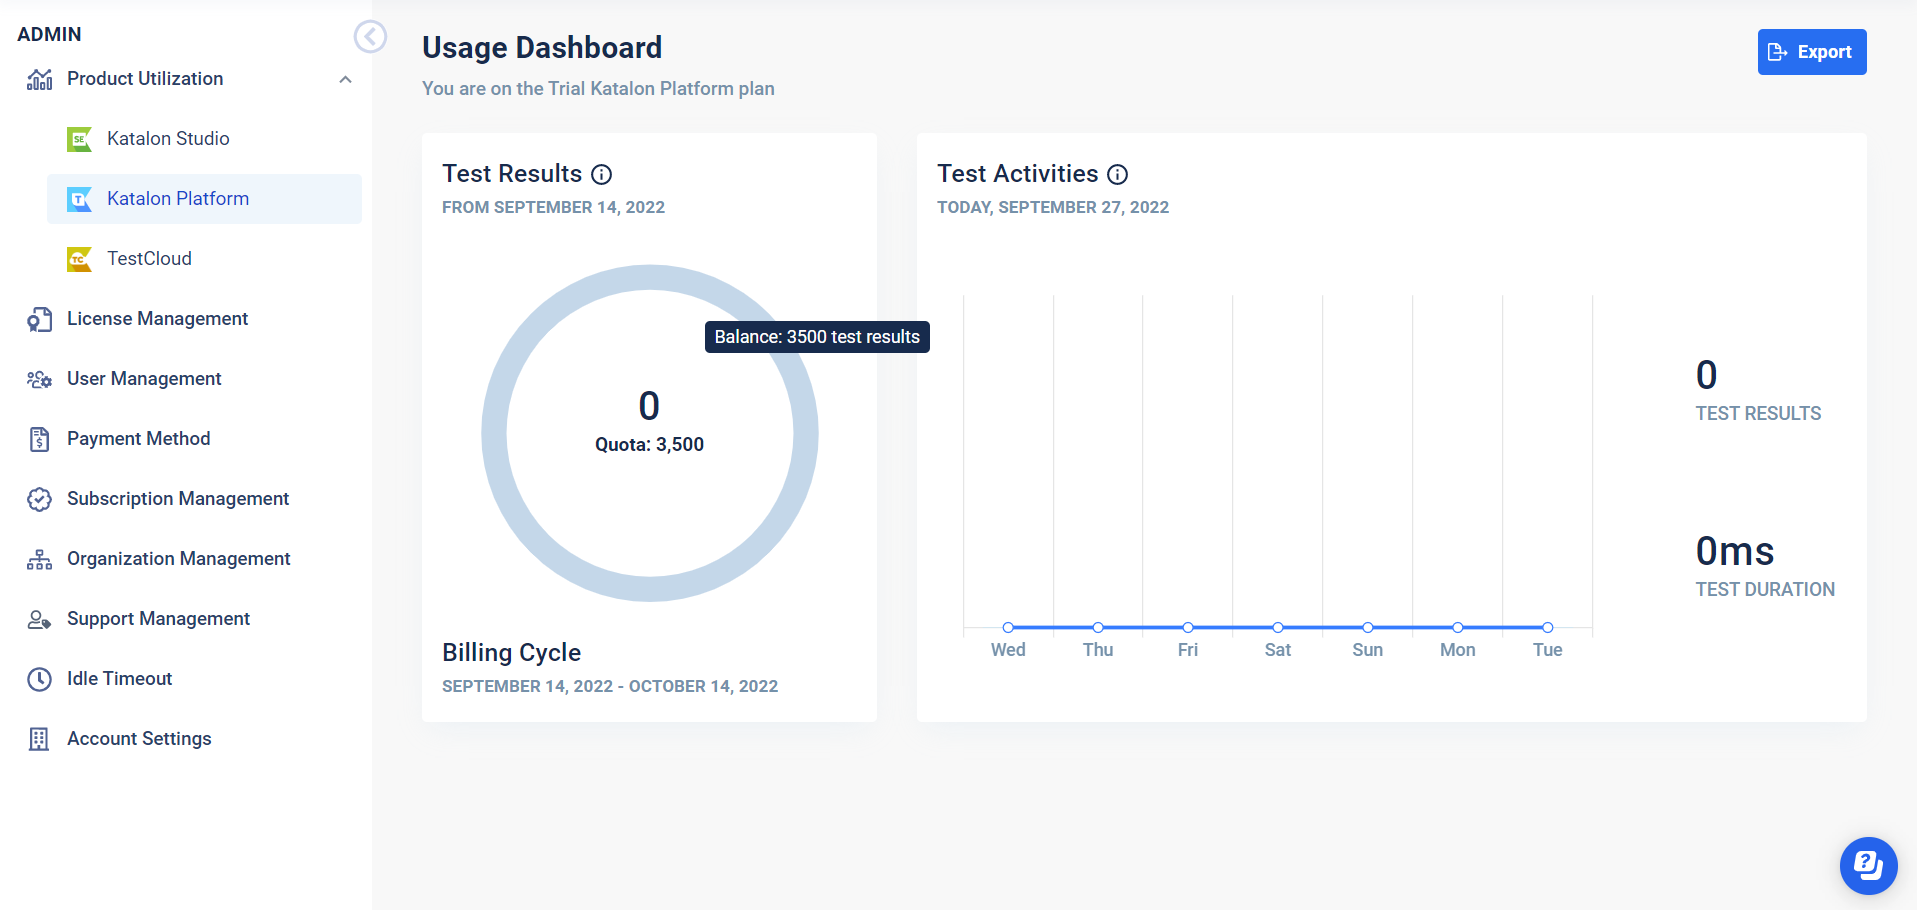 ADMIN
Product Utilization
SE
Katalon Studio
T
Katalon Platform
TC
TestCloud
License Management
User Management
Payment Method
Subscription Management
Organization Management
Support Management
Idle Timeout
Account Settings
Usage Dashboard
You are on the Trial Katalon Platform plan
Export
Test Results
FROM SEPTEMBER 14, 2022
Balance: 3500 test results
0
Quota: 3,500
Billing Cycle
SEPTEMBER 14, 2022 - OCTOBER 14, 2022
Test Activities
TODAY, SEPTEMBER 27, 2022
Wed Thu Fri Sat Sun Mon Tue
0
TEST RESULTS
0ms
TEST DURATION